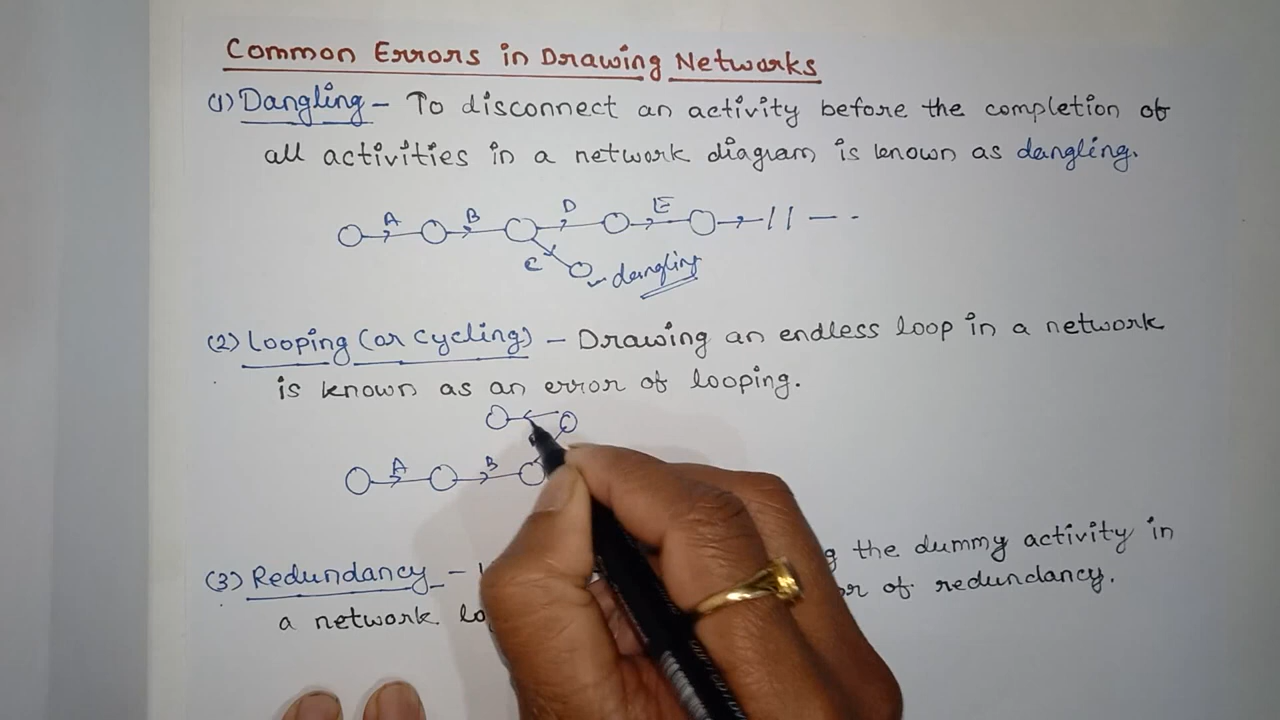 Common Errors in Drawing Networks
(1) Dangling - To disconnect an activity before the completion of
all activities in a network diagram is known as dangling.
A B D E
C dangling
(2) Looping (or cycling) - Drawing an endless loop in a network
is known as an error of looping.
A B
(3) Redundancy - the dummy activity in
a network of redundancy.